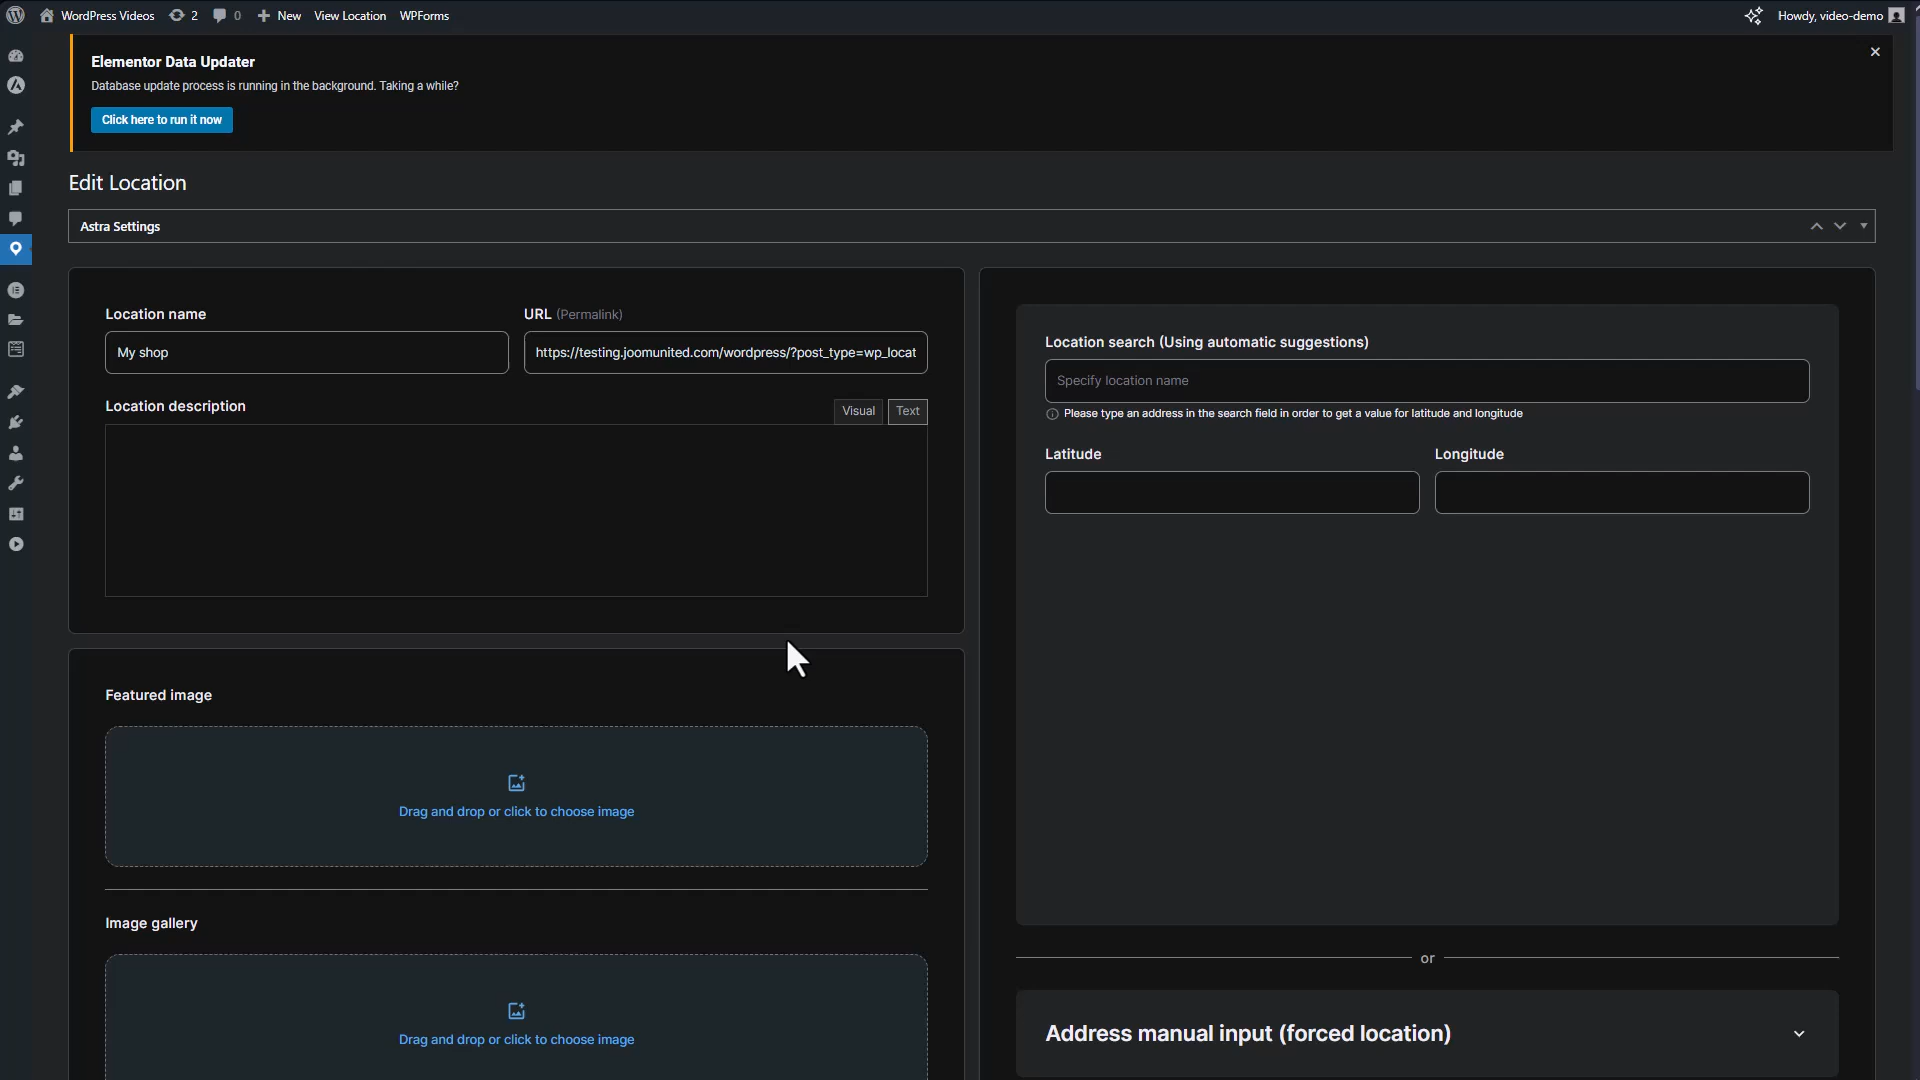 WordPress Videos 2 0 New View Location WPForms Howdy, video-demo
Elementor Data Updater
Database update process is running in the background. Taking a while?
Click here to run it now
Edit Location
Astra Settings
Location name
URL (Permalink)
My shop
https://testing.joomunited.com/wordpress/?post_type=wp_locat
Location description
Visual
Text
Featured image
Drag and drop or click to choose image
Image gallery
Drag and drop or click to choose image
Location search (Using automatic suggestions)
Specify location name
Please type an address in the search field in order to get a value for latitude and longitude
Latitude
Longitude
or
Address manual input (forced location)